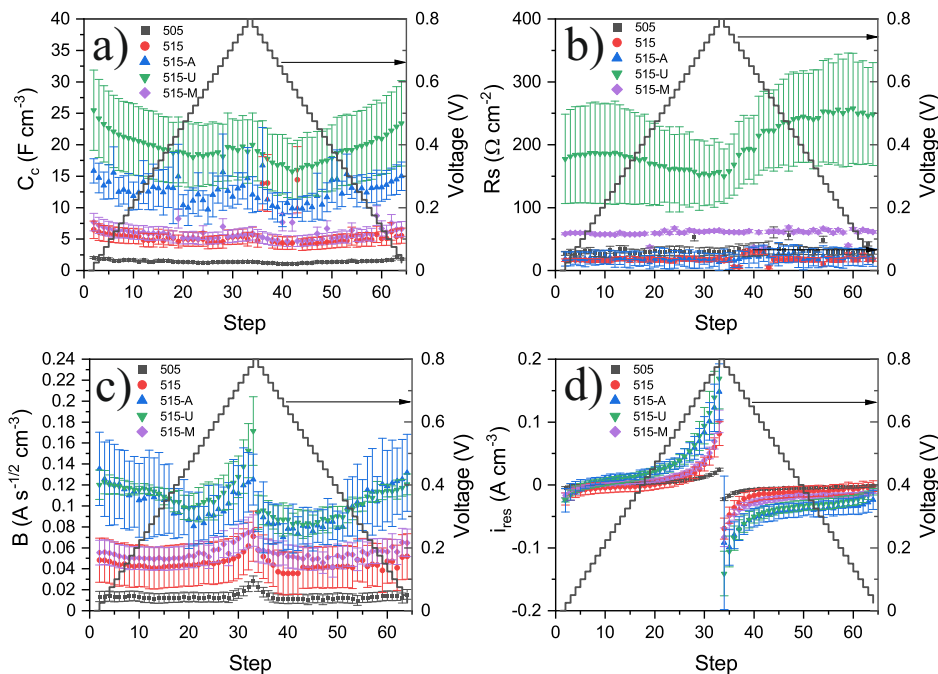 a)
505
515
515-A
515-U
515-M
40
35
30
25
20
15
10
5
0
C_c (F cm⁻³)
0.8
0.6
0.4
0.2
0
Voltage (V)
0 10 20 30 40 50 60
Step
b)
505
515
515-A
515-U
515-M
400
300
200
100
0
Rs (Ω cm⁻²)
0.8
0.6
0.4
0.2
0
Voltage (V)
0 10 20 30 40 50 60
Step
c)
505
515
515-A
515-U
515-M
0.24
0.22
0.20
0.18
0.16
0.14
0.12
0.10
0.08
0.06
0.04
0.02
0
B (A s⁻¹/² cm⁻³)
0.8
0.6
0.4
0.2
0
Voltage (V)
0 10 20 30 40 50 60
Step
d)
505
515
515-A
515-U
515-M
0.2
0.1
0
-0.1
-0.2
i_res (A cm⁻³)
0.8
0.6
0.4
0.2
0
Voltage (V)
0 10 20 30 40 50 60
Step